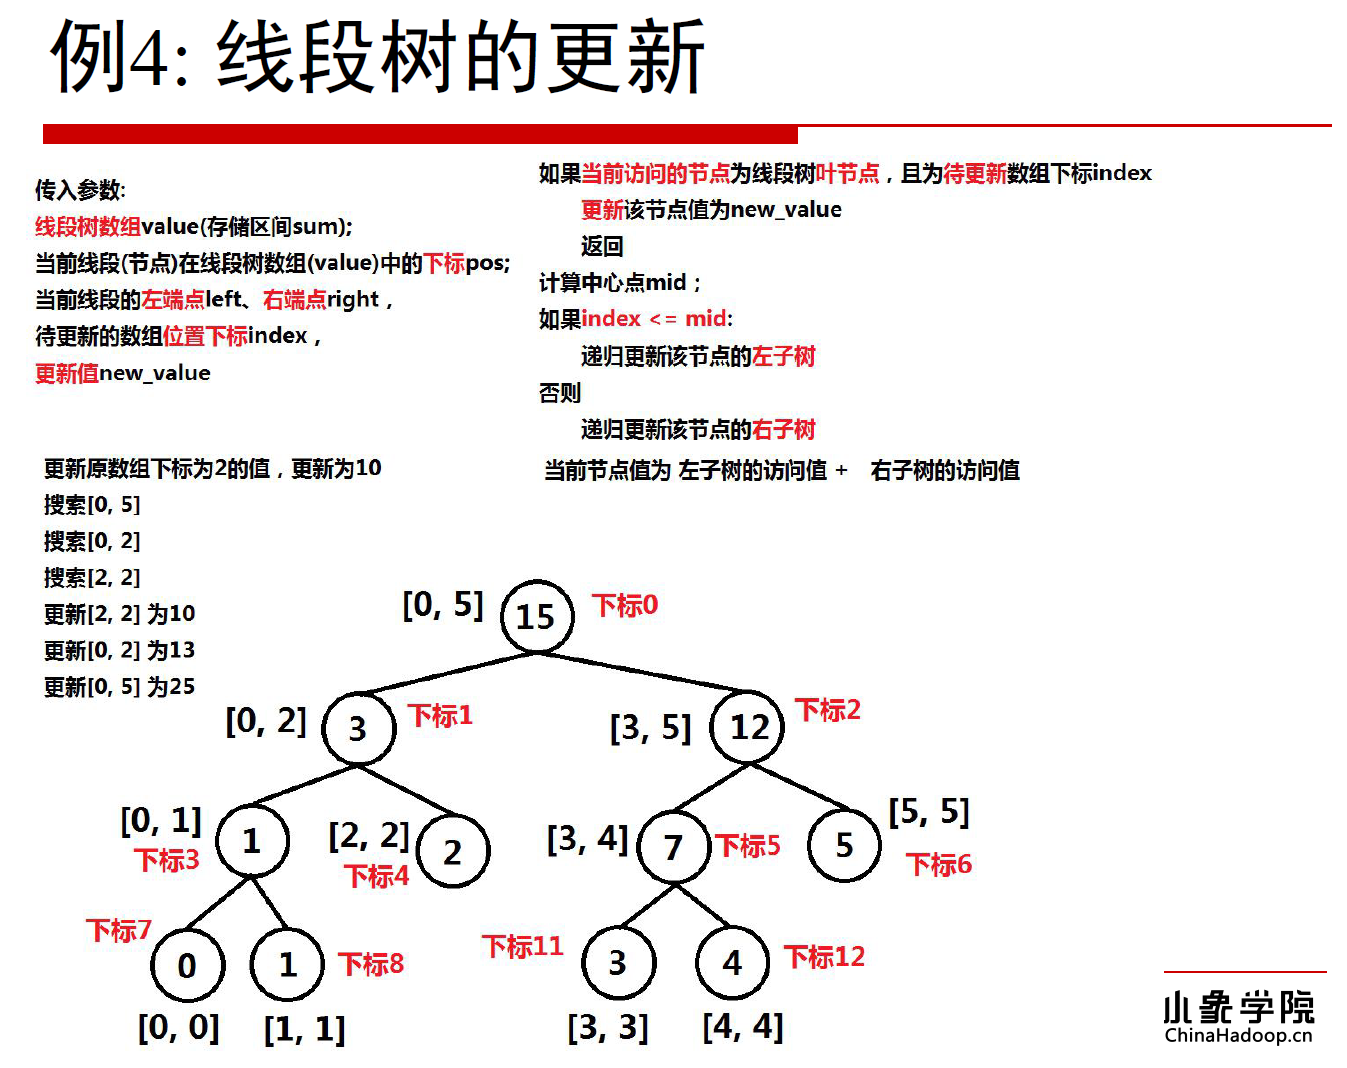 例4: 线段树的更新
传入参数:
线段树数组value(存储区间sum);
当前线段(节点)在线段树数组(value)中的下标pos;
当前线段的左端点left、右端点right，
待更新的数组位置下标index，
更新值new_value
如果当前访问的节点为线段树叶节点，且为待更新数组下标index
更新该节点值为new_value
返回
计算中心点mid；
如果index <= mid:
递归更新该节点的左子树
否则
递归更新该节点的右子树
当前节点值为 左子树的访问值 + 右子树的访问值
更新原数组下标为2的值，更新为10
搜索[0, 5]
搜索[0, 2]
搜索[2, 2]
更新[2, 2] 为10
更新[0, 2] 为13
更新[0, 5] 为25
[0, 5] 15 下标0
[0, 2] 3 下标1
[3, 5] 12 下标2
[0, 1] 1 下标3
[2, 2] 2 下标4
[3, 4] 7 下标5
5 [5, 5] 下标6
下标7 0 1 下标8
下标11 3 4 下标12
[0, 0] [1, 1] [3, 3] [4, 4]
小象学院
ChinaHadoop.cn